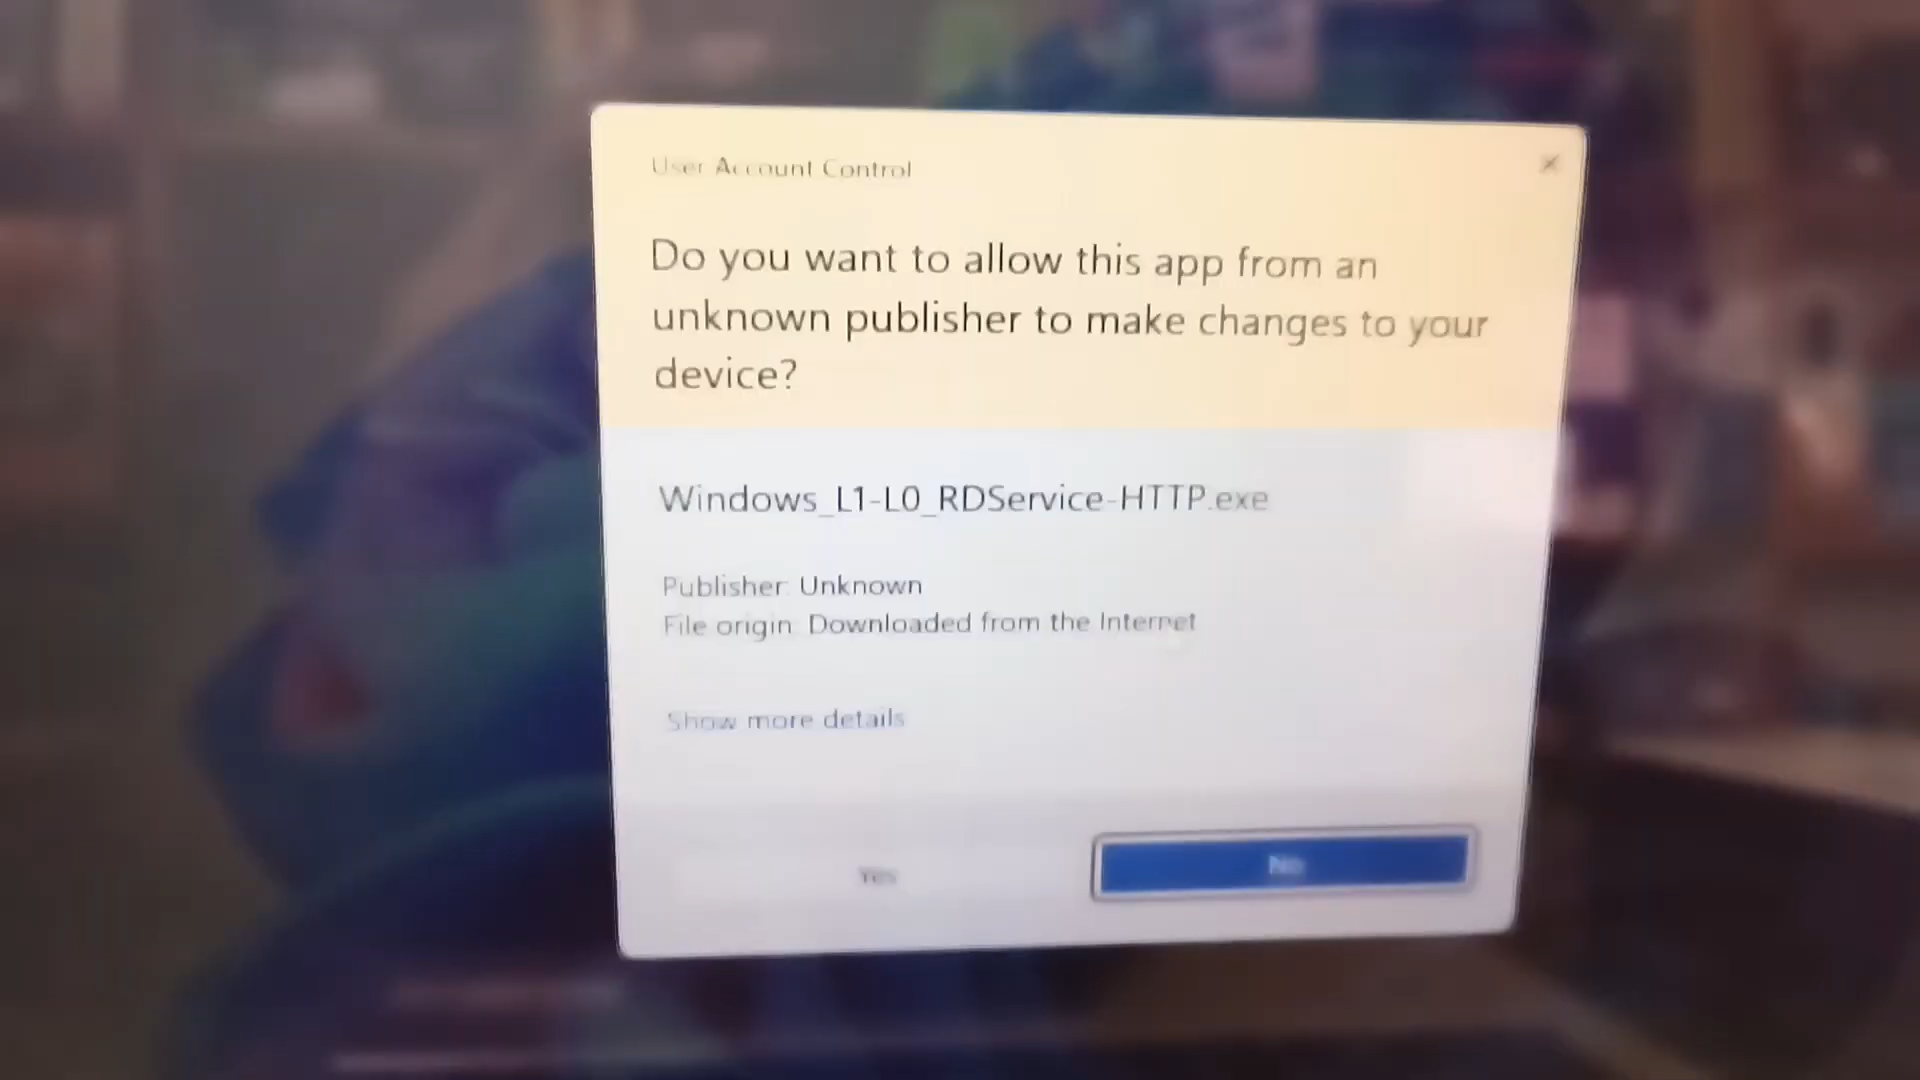 User Account Control
Do you want to allow this app from an
unknown publisher to make changes to your
device?
Windows_L1-L0_RDService-HTTP.exe
Publisher: Unknown
File origin: Downloaded from the Internet
Show more details
Yes
No